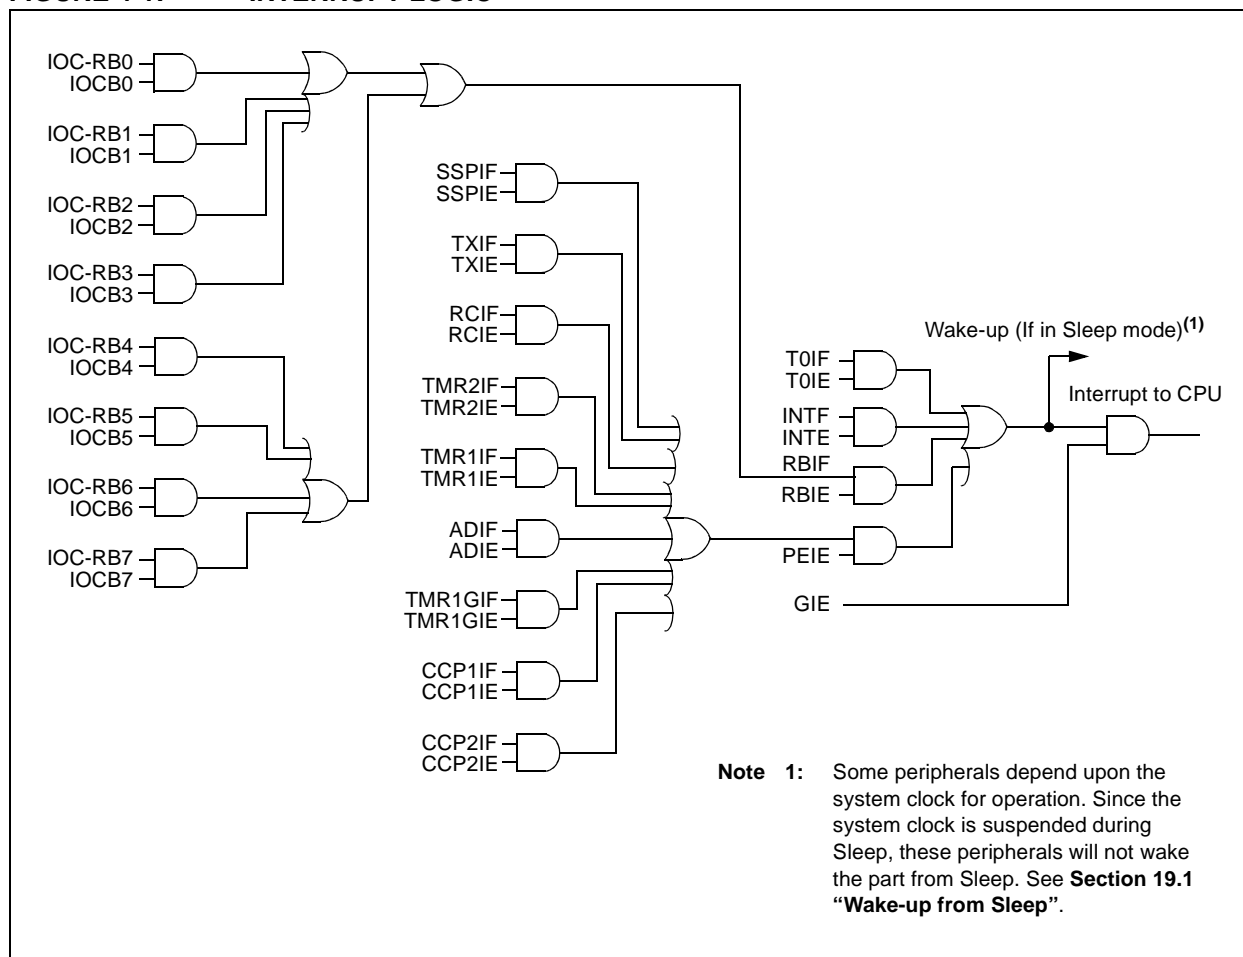 IOC-RB0
IOCB0
IOC-RB1
IOCB1
IOC-RB2
IOCB2
IOC-RB3
IOCB3
IOC-RB4
IOCB4
IOC-RB5
IOCB5
IOC-RB6
IOCB6
IOC-RB7
IOCB7
SSPIF
SSPIE
TXIF
TXIE
RCIF
RCIE
TMR2IF
TMR2IE
TMR1IF
TMR1IE
ADIF
ADIE
TMR1GIF
TMR1GIE
CCP1IF
CCP1IE
CCP2IF
CCP2IE
Wake-up (If in Sleep mode)(1)
T0IF
T0IE
Interrupt to CPU
INTF
INTE
RBIF
RBIE
PEIE
GIE
Note 1: Some peripherals depend upon the
system clock for operation. Since the
system clock is suspended during
Sleep, these peripherals will not wake
the part from Sleep. See Section 19.1
“Wake-up from Sleep”.